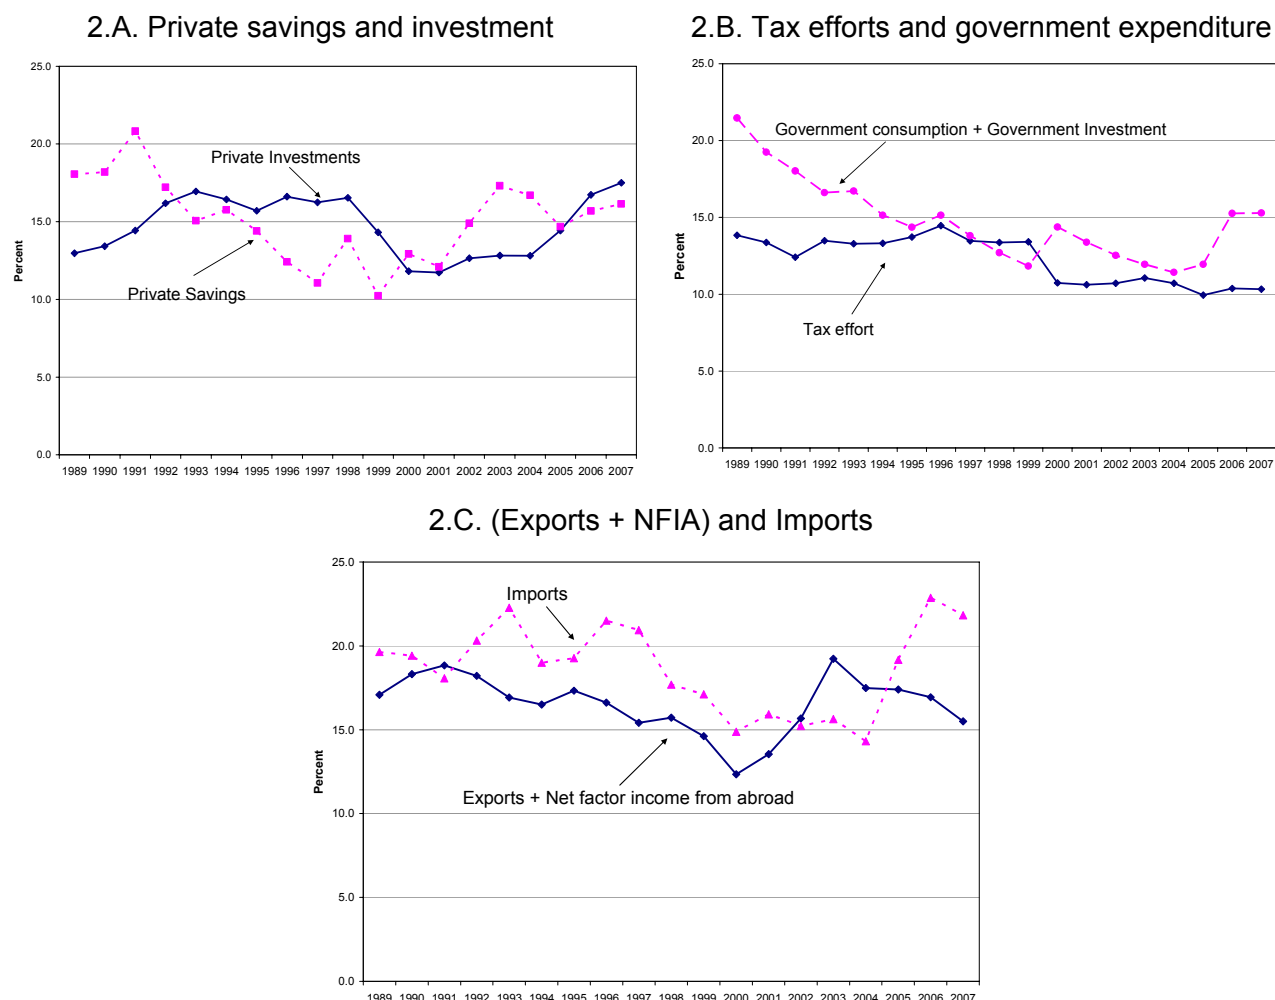 2.A. Private savings and investment
25.0
20.0
15.0
10.0
5.0
0.0
Percent
Private Investments
Private Savings
1989 1990 1991 1992 1993 1994 1995 1996 1997 1998 1999 2000 2001 2002 2003 2004 2005 2006 2007
2.B. Tax efforts and government expenditure
25.0
20.0
15.0
10.0
5.0
0.0
Percent
Government consumption + Government Investment
Tax effort
1989 1990 1991 1992 1993 1994 1995 1996 1997 1998 1999 2000 2001 2002 2003 2004 2005 2006 2007
2.C. (Exports + NFIA) and Imports
25.0
20.0
15.0
10.0
5.0
0.0
Percent
Imports
Exports + Net factor income from abroad
1989 1990 1991 1992 1993 1994 1995 1996 1997 1998 1999 2000 2001 2002 2003 2004 2005 2006 2007